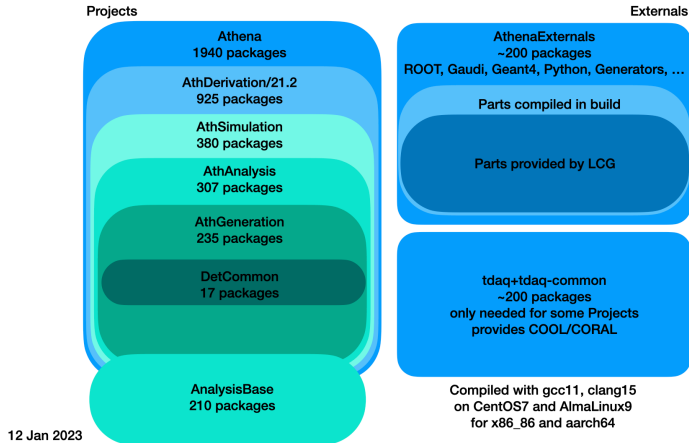 Projects
Athena
1940 packages
AthDerivation/21.2
925 packages
AthSimulation
380 packages
AthAnalysis
307 packages
AthGeneration
235 packages
DetCommon
17 packages
AnalysisBase
210 packages
12 Jan 2023
Externals
AthenaExternals
~200 packages
ROOT, Gaudi, Geant4, Python, Generators, …
Parts compiled in build
Parts provided by LCG
tdaq+tdaq-common
~200 packages
only needed for some Projects
provides COOL/CORAL
Compiled with gcc11, clang15
on CentOS7 and AlmaLinux9
for x86_86 and aarch64